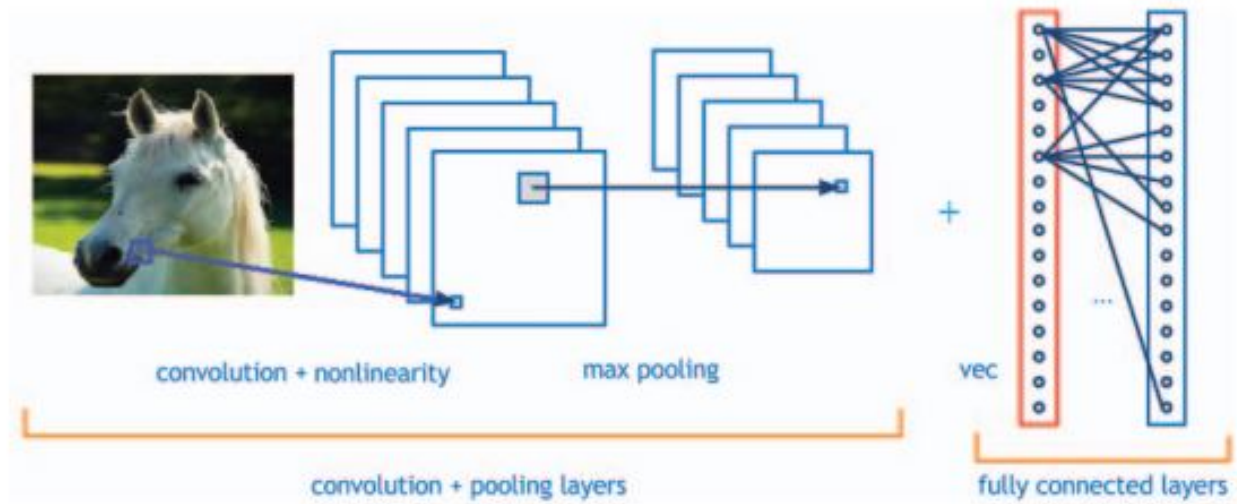 +
...
convolution + nonlinearity
max pooling
vec
convolution + pooling layers
fully connected layers